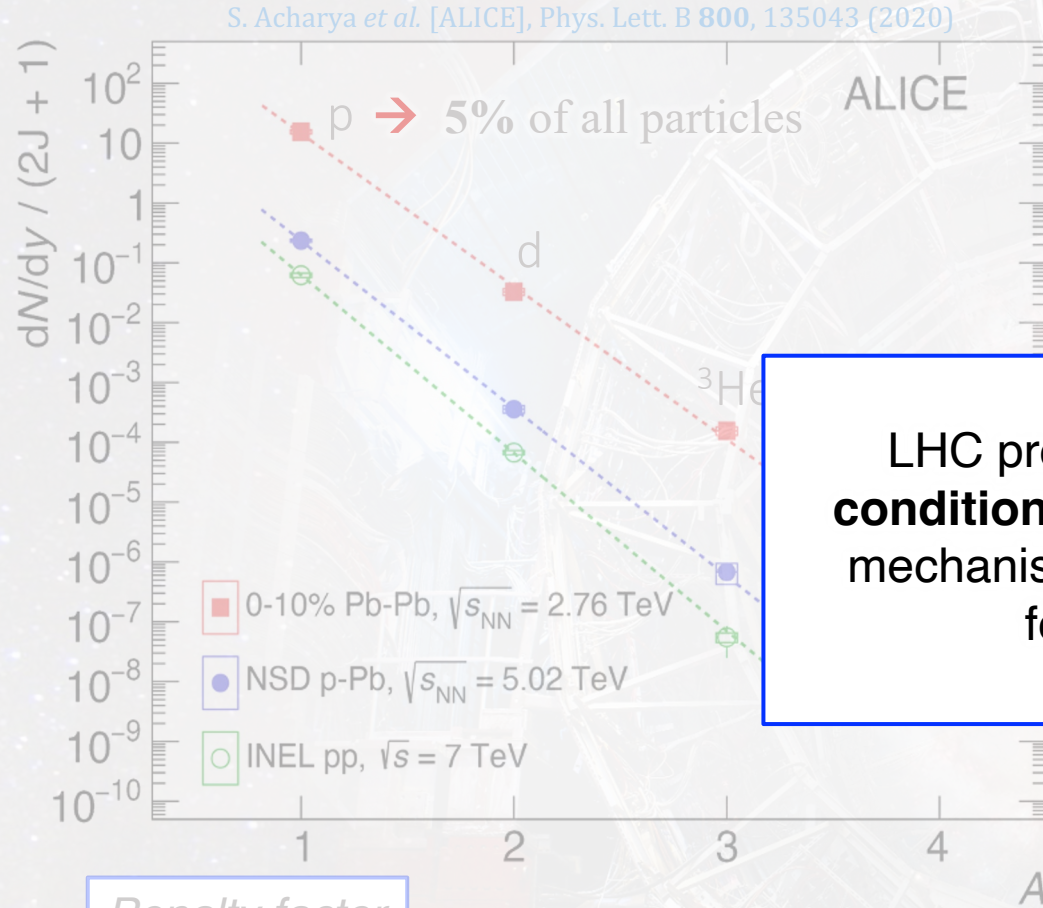 S. Acharya et al. [ALICE], Phys. Lett. B 800, 135043 (2020)
dN/dy / (2J + 1)
10²
10
1
10⁻¹
10⁻²
10⁻³
10⁻⁴
10⁻⁵
10⁻⁶
10⁻⁷
10⁻⁸
10⁻⁹
10⁻¹⁰
ALICE
p → 5% of all particles
d
³He
LHC pr
condition
mechanis
f
0-10% Pb-Pb, √sNN = 2.76 TeV
NSD p-Pb, √sNN = 5.02 TeV
INEL pp, √s = 7 TeV
1 2 3 4
A
Penalty factor